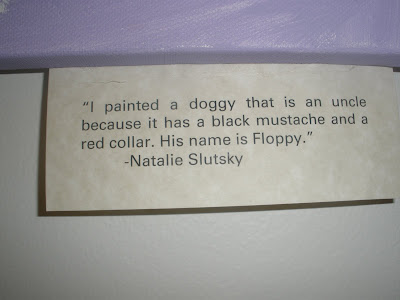 “I painted a doggy that is an uncle
because it has a black mustache and a
red collar. His name is Floppy.”
-Natalie Slutsky